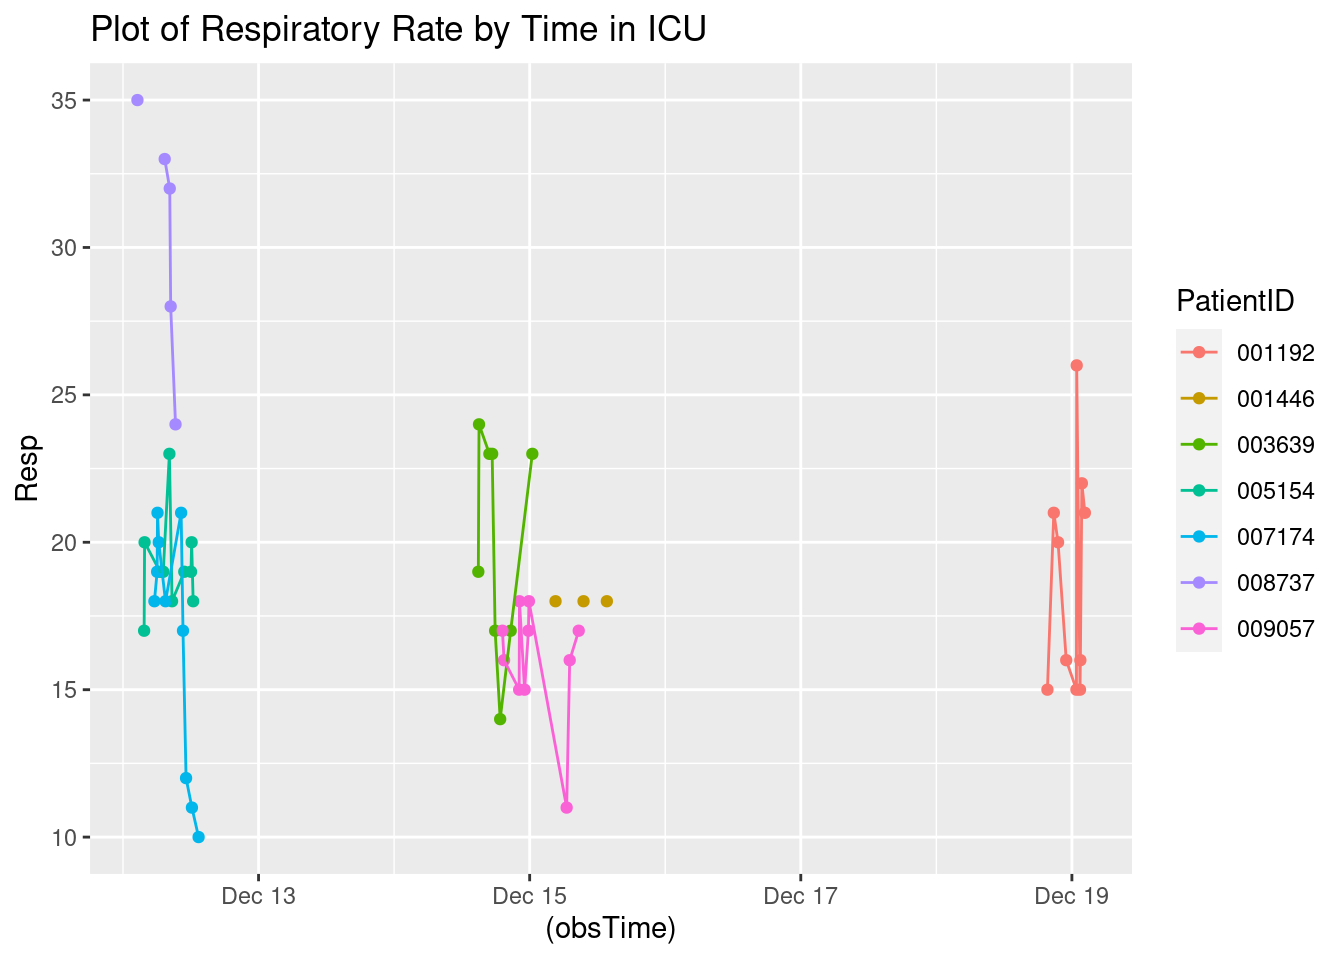 Plot of Respiratory Rate by Time in ICU
35
30
25
20
15
10
Resp
Dec 13
Dec 15
Dec 17
Dec 19
(obsTime)
PatientID
001192
001446
003639
005154
007174
008737
009057